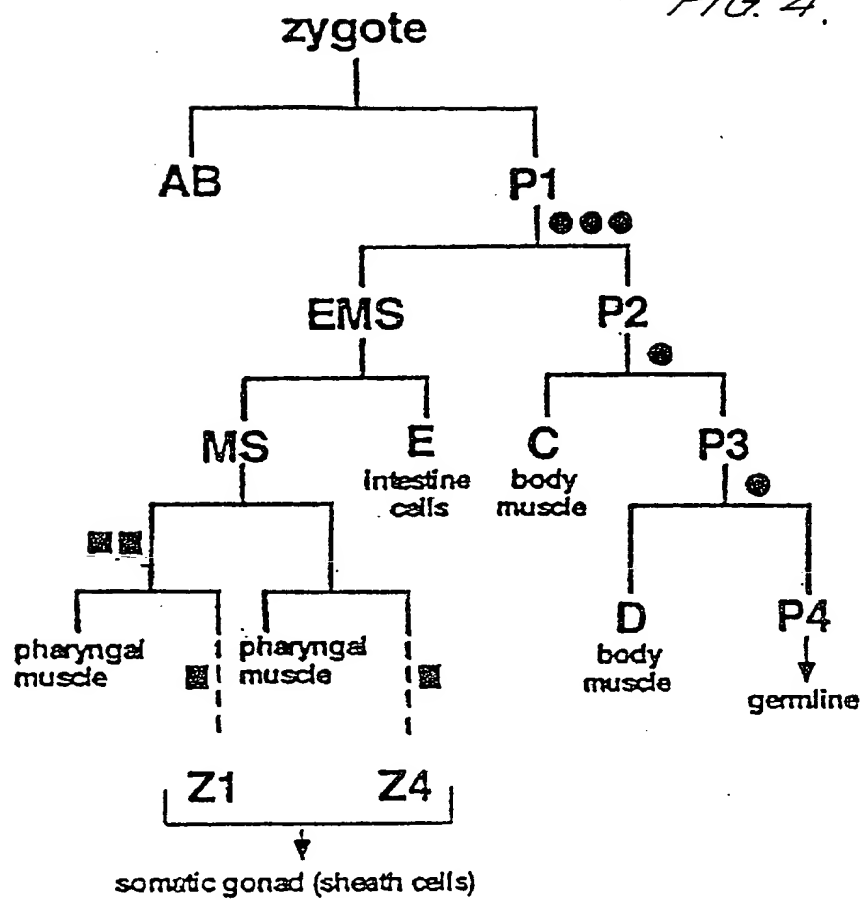 FIG. 4.
zygote
AB
P1
EMS
P2
MS
E
C
P3
intestine
cells
body
muscle
D
P4
pharyngal
muscle
pharyngal
muscle
body
muscle
germline
Z1
Z4
somatic gonad (sheath cells)